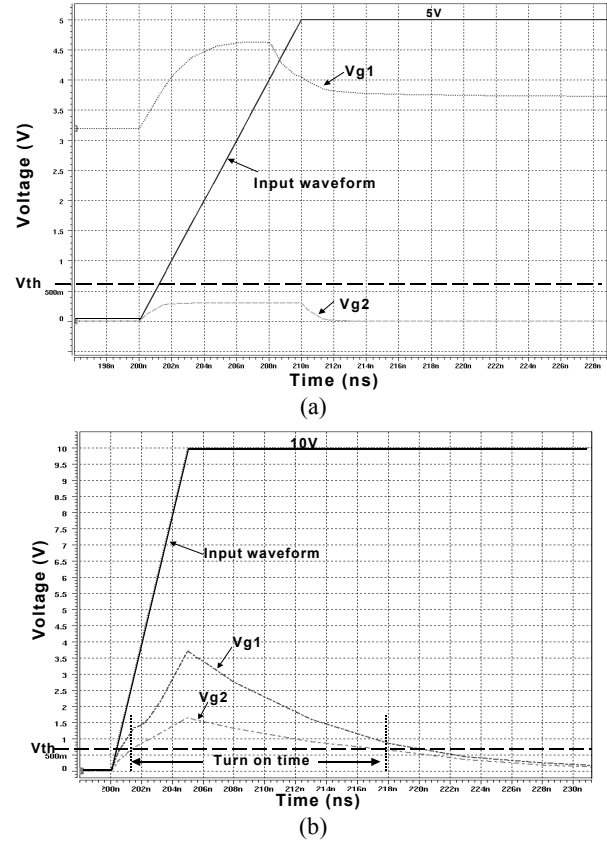 5
4.5
4
3.5
3
2.5
2
1.5
1
Vth
500m
0
Voltage (V)
5V
Vg1
Input waveform
Vg2
198n 200n 202n 204n 206n 208n 210n 212n 214n 216n 218n 220n 222n 224n 226n 228n
Time (ns)
(a)
10
9.5
9
8.5
8
7.5
7
6.5
6
5.5
5
4.5
4
3.5
3
2.5
2
1.5
1
Vth
500m
0
Voltage (V)
10V
Input waveform
Vg1
Vg2
Turn on time
200n 202n 204n 206n 208n 210n 212n 214n 216n 218n 220n 222n 224n 226n 228n 230n
Time (ns)
(b)